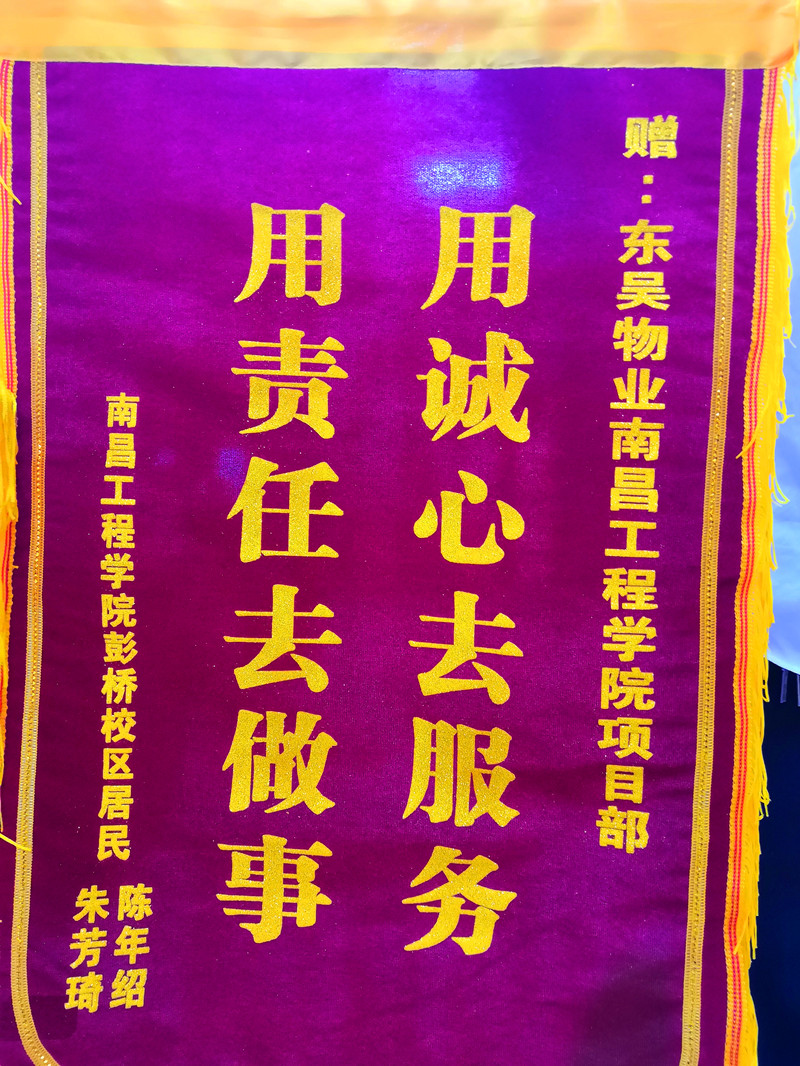 赠：东吴物业南昌工程学院项目部
用诚心去服务
用责任去做事
南昌工程学院彭桥校区居民
陈年绍
朱芳琦